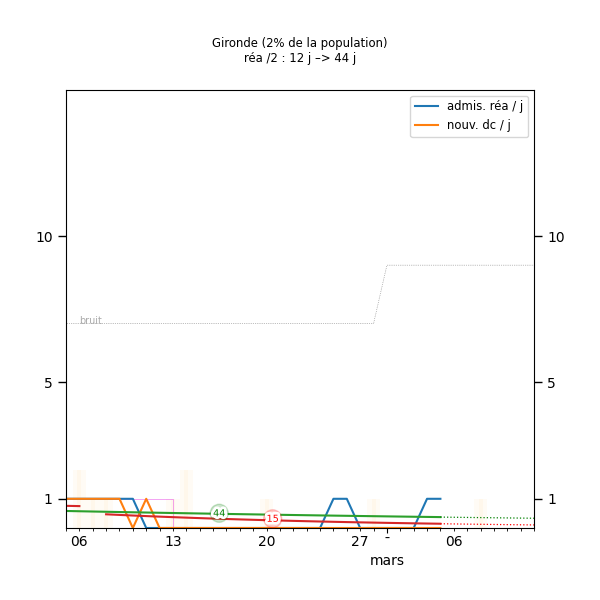 Gironde (2% de la population)
réa /2 : 12 j –> 44 j
admis. réa / j
nouv. dc / j
10 10
bruit
5 5
1 1
44
15
06 13 20 27 - 06
mars